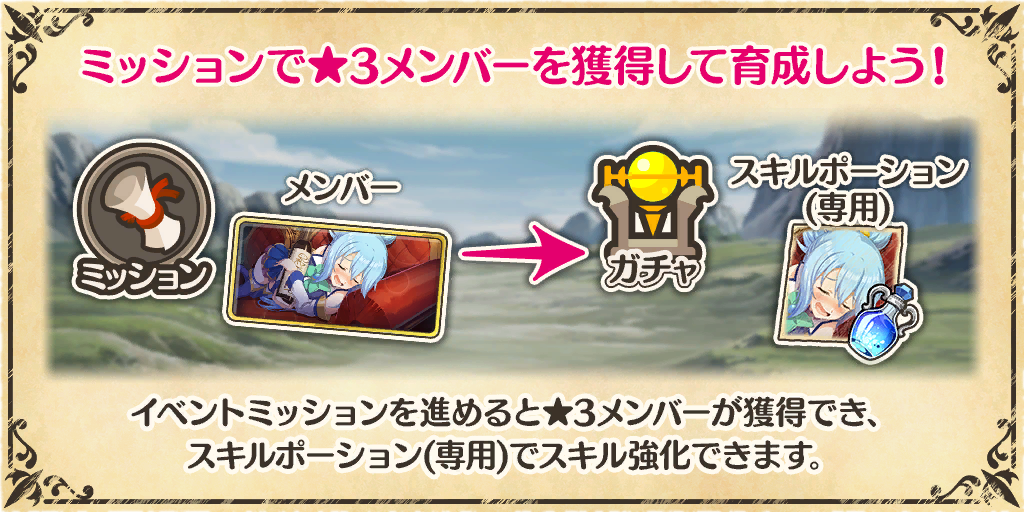 ミッションで★3メンバーを獲得して育成しよう!
ミッション
メンバー
ガチャ
スキルポーション
(専用)
イベントミッションを進めると★3メンバーが獲得でき、
スキルポーション(専用)でスキル強化できます。